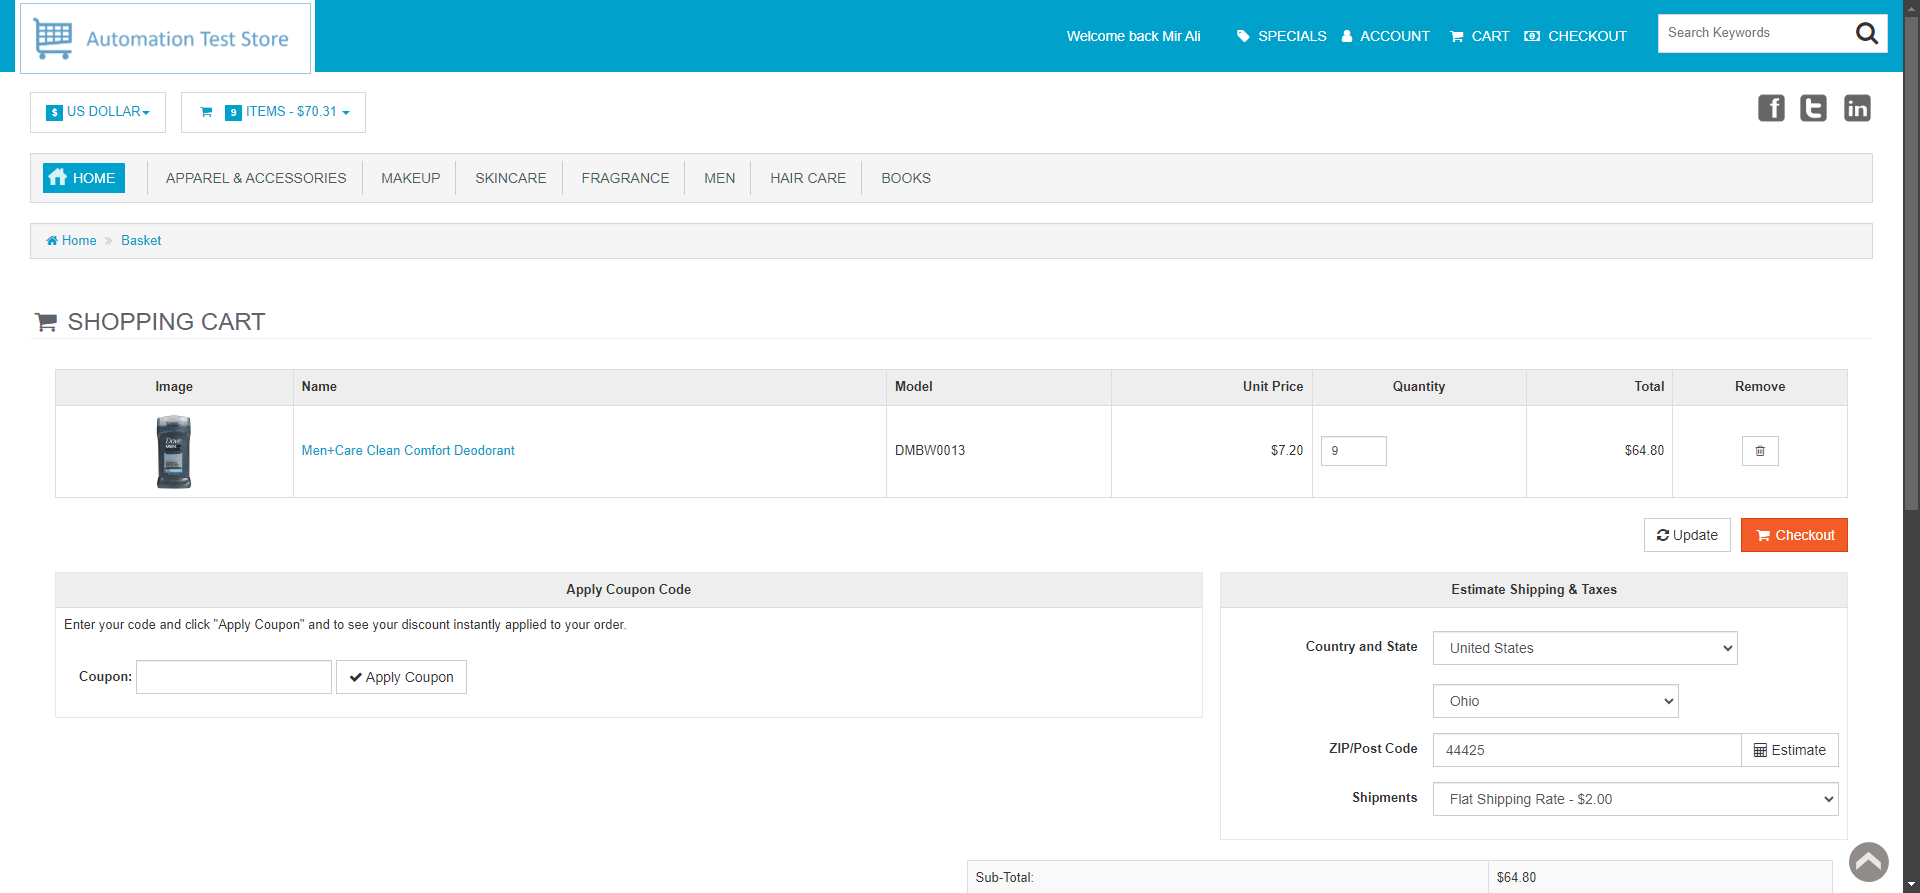 Automation Test Store
Welcome back Mir Ali
SPECIALS
ACCOUNT
CART
CHECKOUT
Search Keywords
$ US DOLLAR
9 ITEMS - $70.31
HOME
APPAREL & ACCESSORIES
MAKEUP
SKINCARE
FRAGRANCE
MEN
HAIR CARE
BOOKS
Home » Basket
SHOPPING CART
Image Name Model Unit Price Quantity Total Remove
Dove
MEN
Men+Care Clean Comfort Deodorant DMBW0013 $7.20 9 $64.80
Update
Checkout
Apply Coupon Code
Enter your code and click "Apply Coupon" and to see your discount instantly applied to your order.
Coupon: Apply Coupon
Estimate Shipping & Taxes
Country and State United States
Ohio
ZIP/Post Code 44425 Estimate
Shipments Flat Shipping Rate - $2.00
Sub-Total: $64.80